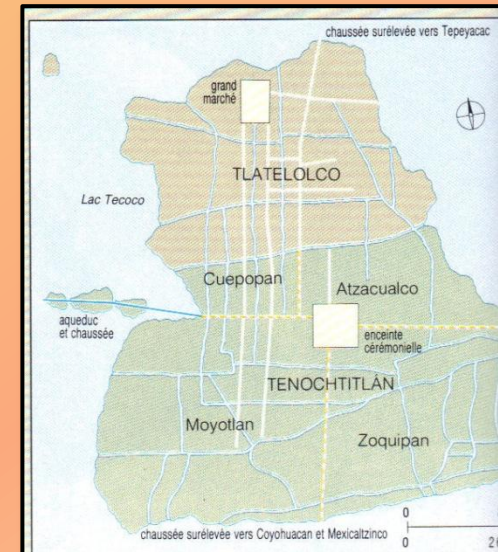 chaussée surélevée vers Tepeyacac
grand
marché
TLATELOLCO
Lac Tecoco
Cuepopan
Atzacualco
aqueduc
et chaussée
enceinte
cérémonielle
TENOCHTITLÁN
Moyotlan
Zoquipan
chaussée surélevée vers Coyohuacan et Mexicaltzinco
0
0